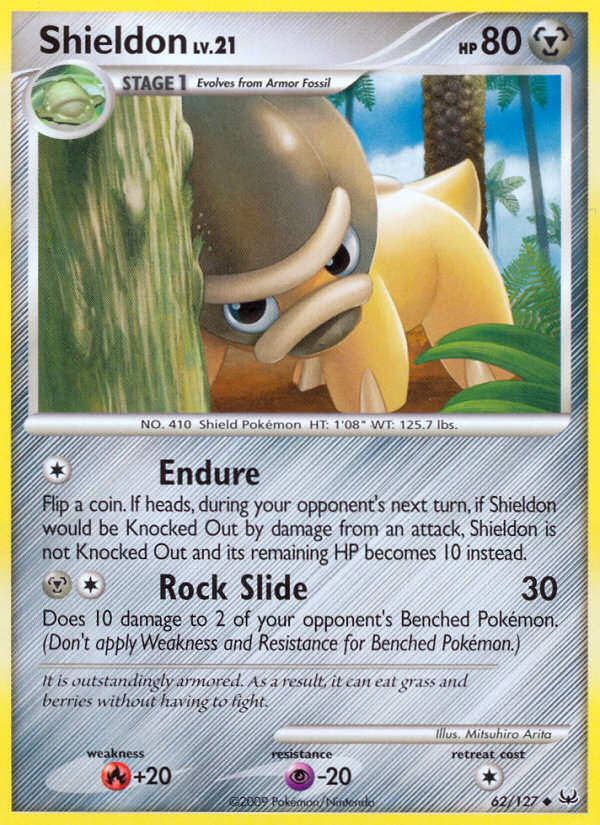 Shieldon LV.21 HP 80
STAGE 1 Evolves from Armor Fossil
NO. 410 Shield Pokémon HT: 1'08" WT: 125.7 lbs.
Endure
Flip a coin. If heads, during your opponent's next turn, if Shieldon
would be Knocked Out by damage from an attack, Shieldon is
not Knocked Out and its remaining HP becomes 10 instead.
Rock Slide 30
Does 10 damage to 2 of your opponent's Benched Pokémon.
(Don't apply Weakness and Resistance for Benched Pokémon.)
It is outstandingly armored. As a result, it can eat grass and
berries without having to fight.
Illus. Mitsuhiro Arita
weakness resistance retreat cost
+20 -20
©2009 Pokémon/Nintendo 62/127